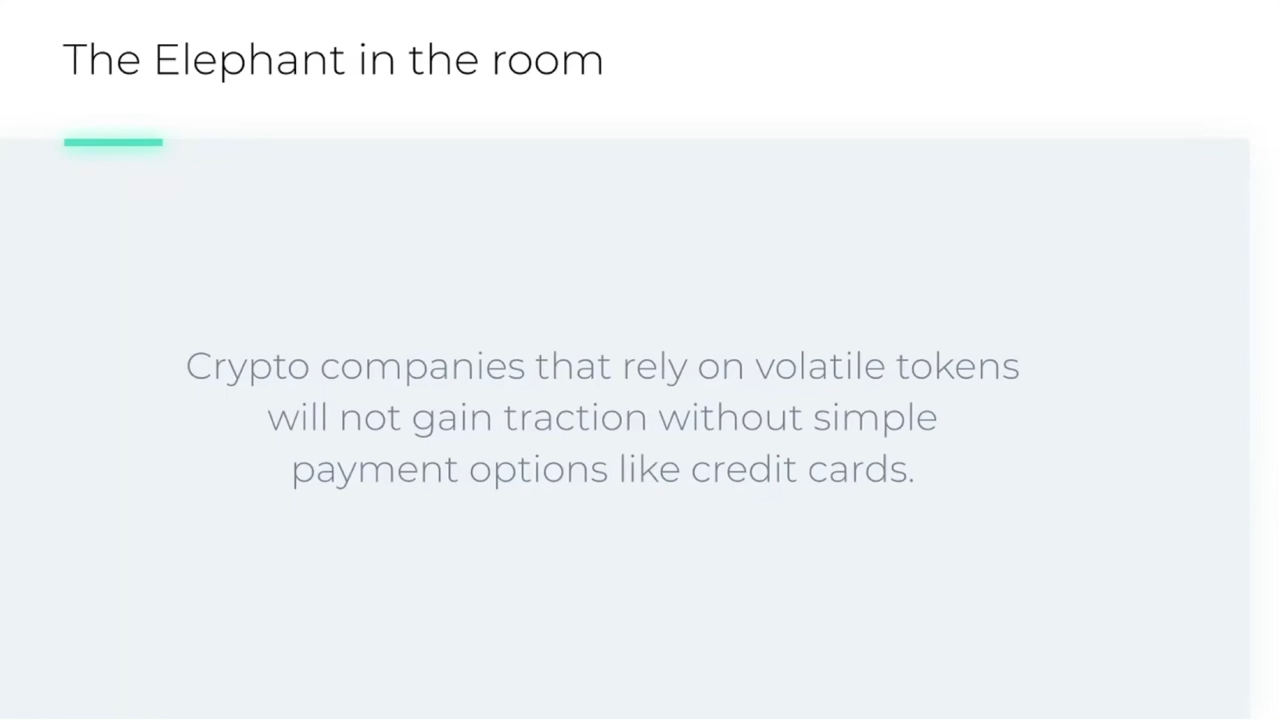 The Elephant in the room
Crypto companies that rely on volatile tokens
will not gain traction without simple
payment options like credit cards.